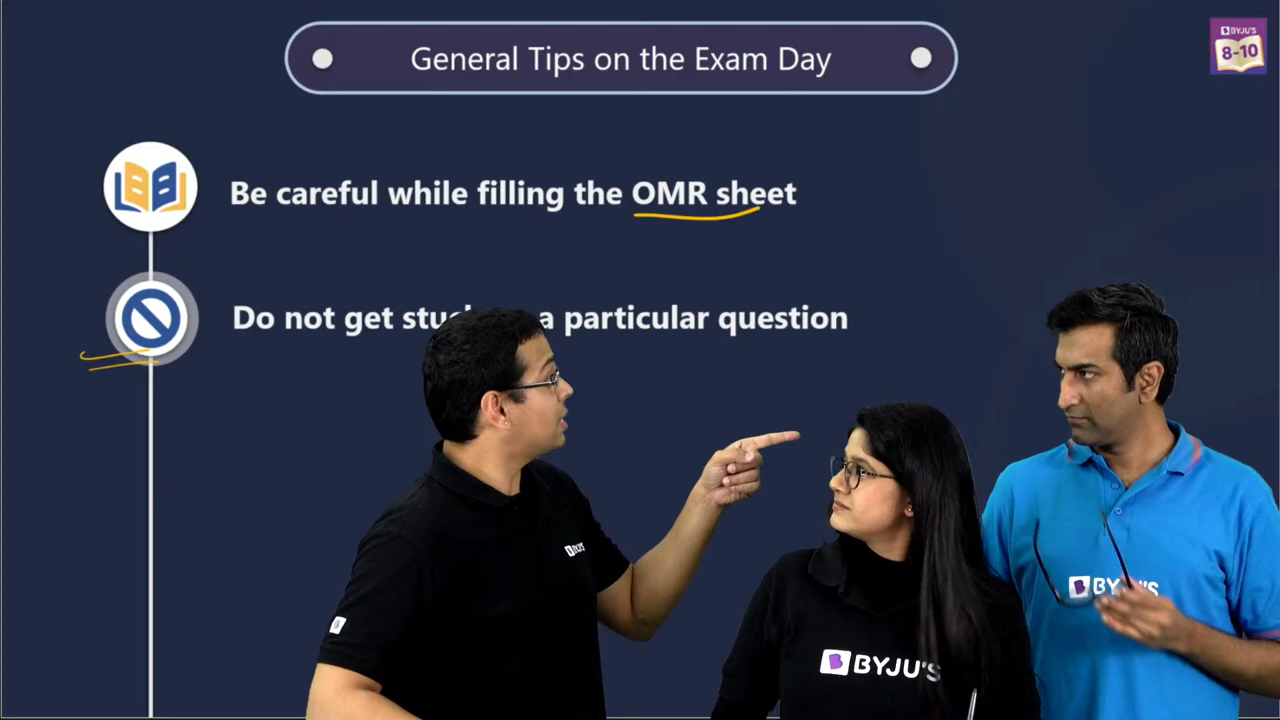 General Tips on the Exam Day
BYJU'S
8-10
Be careful while filling the OMR sheet
Do not get a particular question
BYJU'S
BYJU'S
BYJU'S